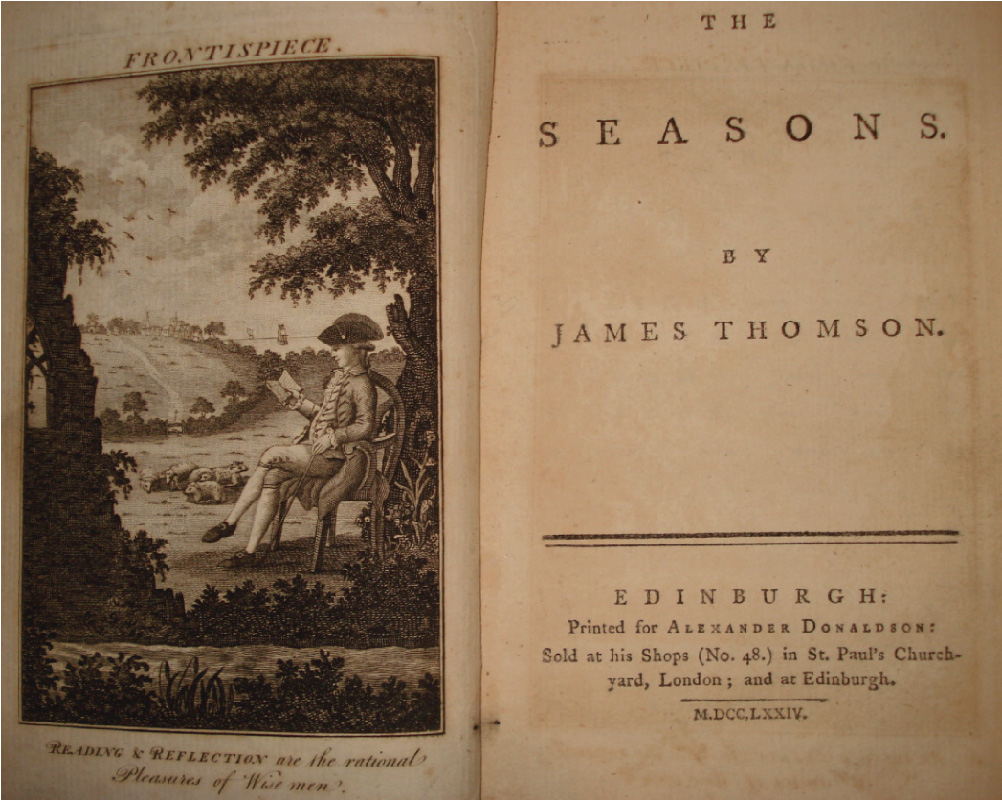 FRONTISPIECE.
READING & REFLECTION are the rational
Pleasures of Wise men.
THE
SEASONS.
BY
JAMES THOMSON.
EDINBURGH:
Printed for ALEXANDER DONALDSON:
Sold at his Shops (No. 48.) in St. Paul's Church-
yard, London; and at Edinburgh.
M.DCC,LXXIV.